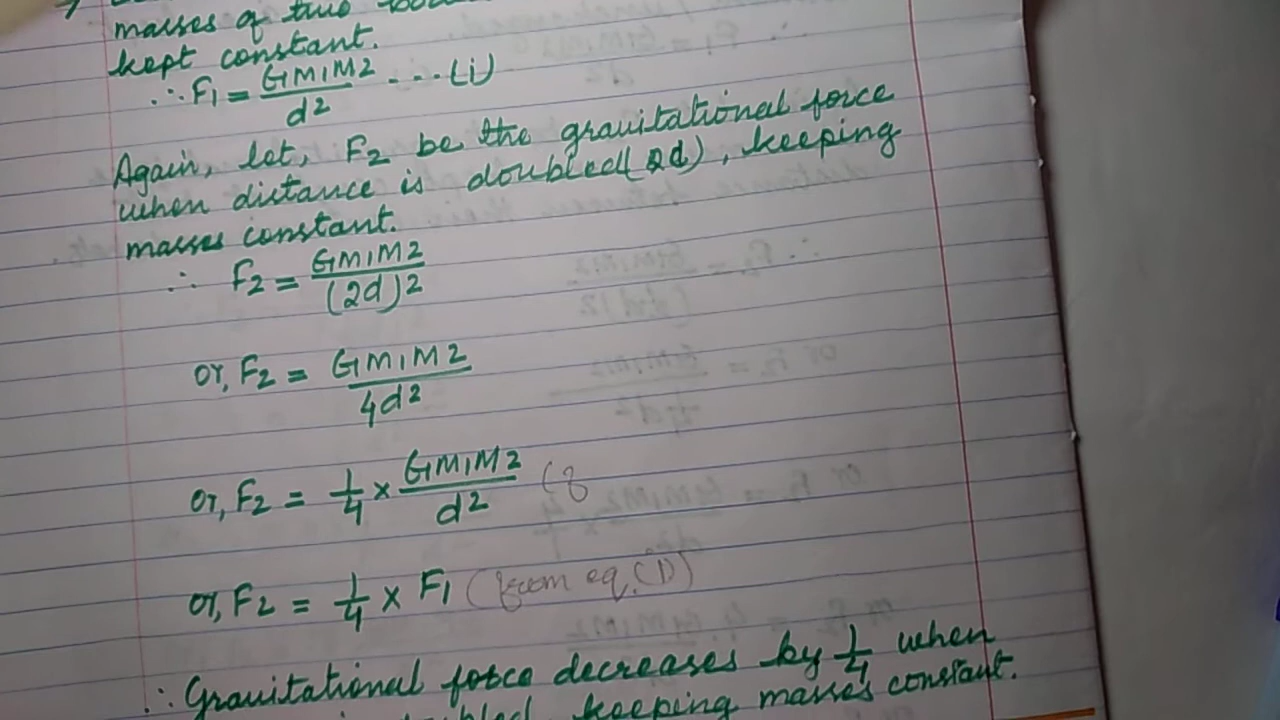 masses of two
kept constant.
∴ F1 = GM1M2 / d2 ---(i)
Again, let, F2 be the gravitational force
when distance is doubled(2d), keeping
masses constant.
∴ F2 = GM1M2 / (2d)2
or, F2 = GM1M2 / 4d2
or, F2 = 1/4 × GM1M2 / d2
or, F2 = 1/4 × F1 (from eq.(i))
∴ Gravitational force decreases by 1/4 when
doubled, keeping masses constant.